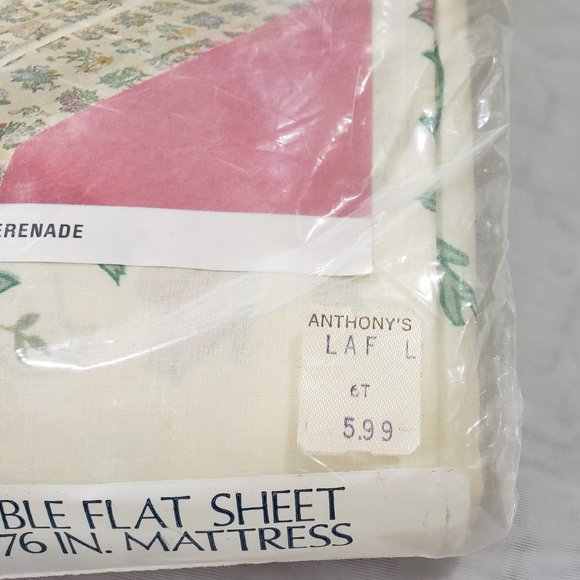 ERENADE
ANTHONY'S
LAF L
6T
5.99
BLE FLAT SHEET
76 IN. MATTRESS